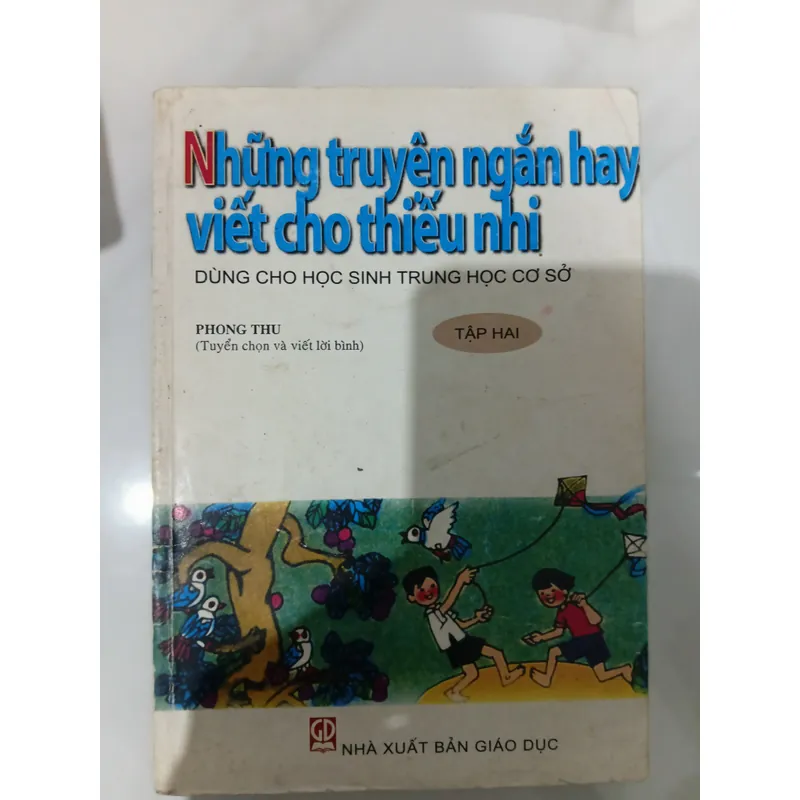 Những truyện ngắn hay
viết cho thiếu nhi
DÙNG CHO HỌC SINH TRUNG HỌC CƠ SỞ
PHONG THU
(Tuyển chọn và viết lời bình)
TẬP HAI
GD
NHÀ XUẤT BẢN GIÁO DỤC